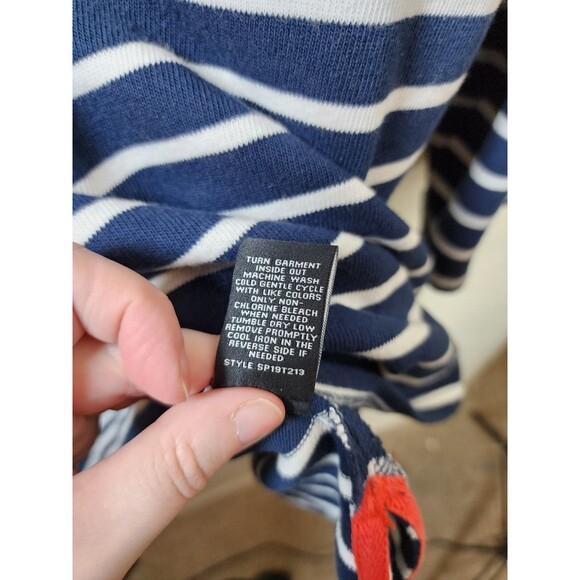 TURN GARMENT
INSIDE OUT
MACHINE WASH
COLD GENTLE CYCLE
WITH LIKE COLORS
ONLY NON-
CHLORINE BLEACH
WHEN NEEDED
TUMBLE DRY LOW
REMOVE PROMPTLY
COOL IRON IN THE
REVERSE SIDE IF
NEEDED
STYLE SP19T213